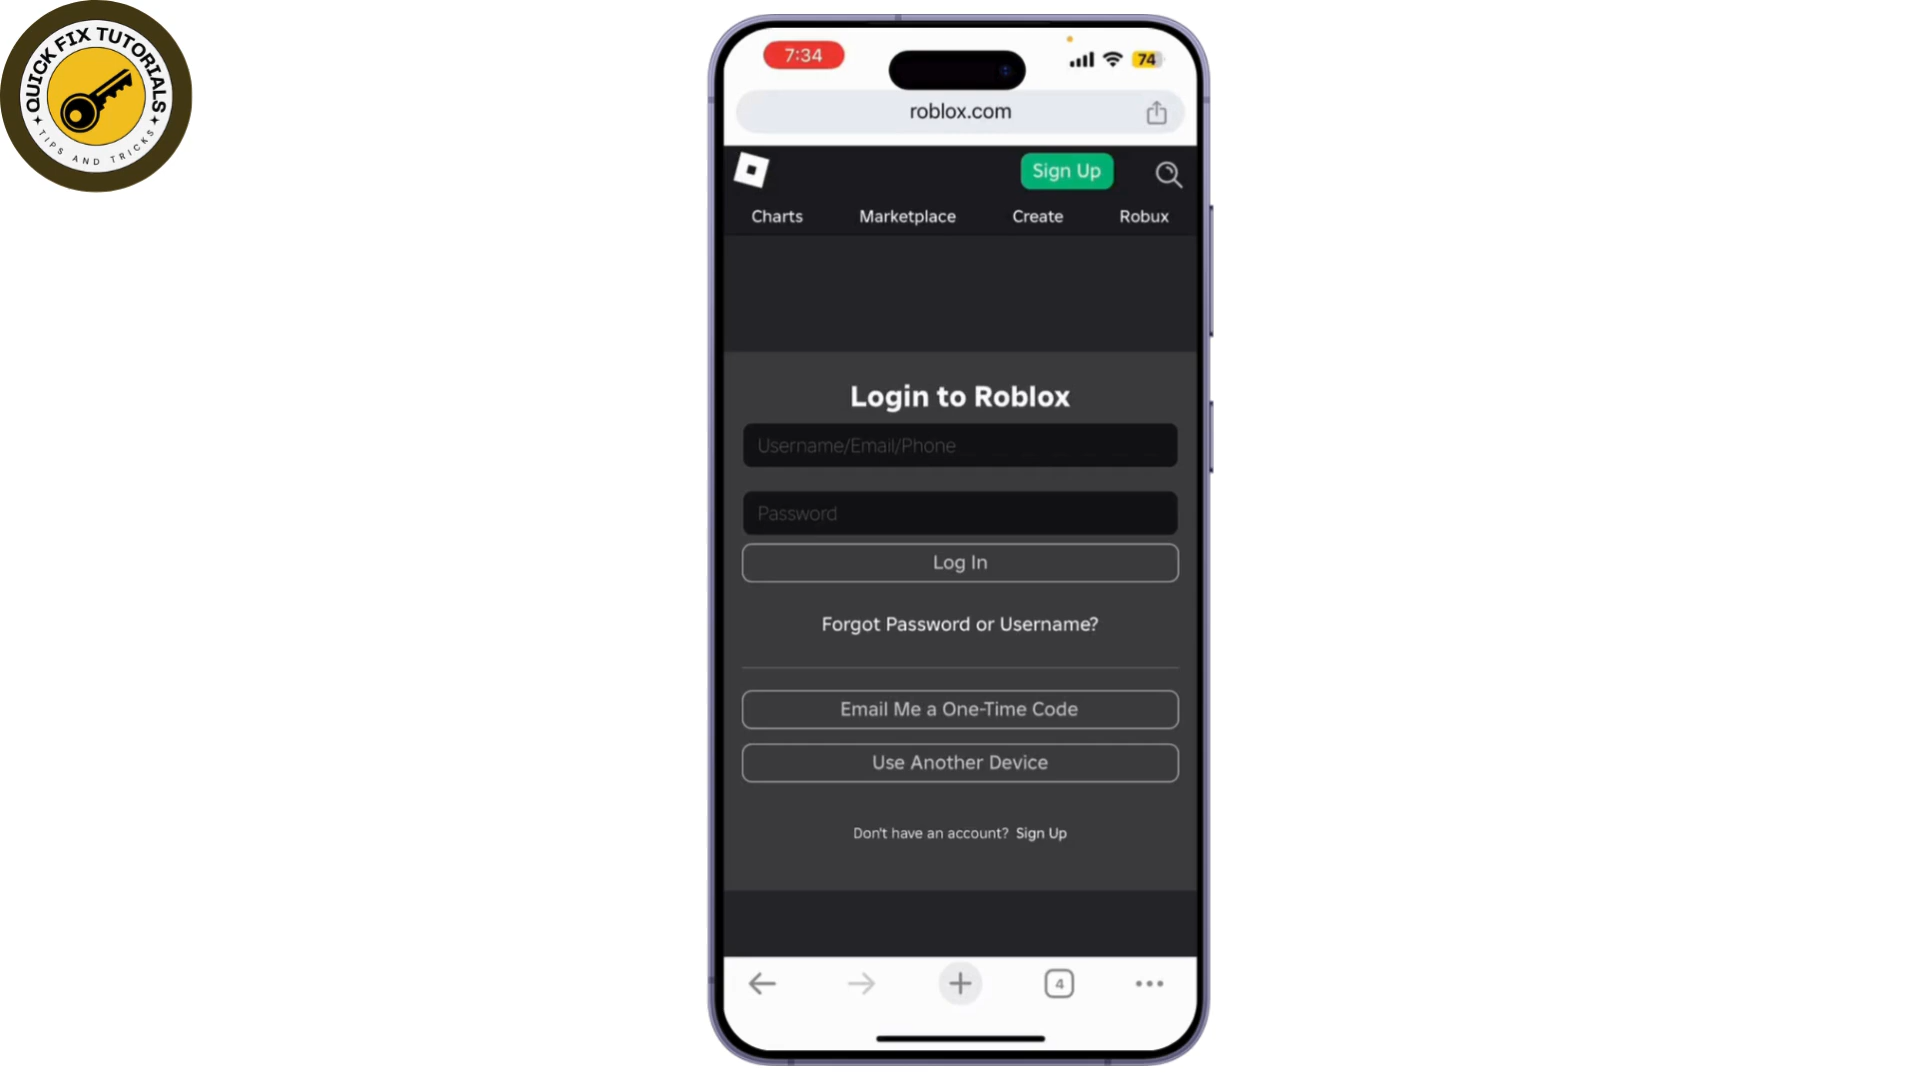 QUICK FIX TUTORIALS
TIPS AND TRICKS
7:34
74
roblox.com
Sign Up
Charts Marketplace Create Robux
Login to Roblox
Username/Email/Phone
Password
Log In
Forgot Password or Username?
Email Me a One-Time Code
Use Another Device
Don't have an account? Sign Up
4